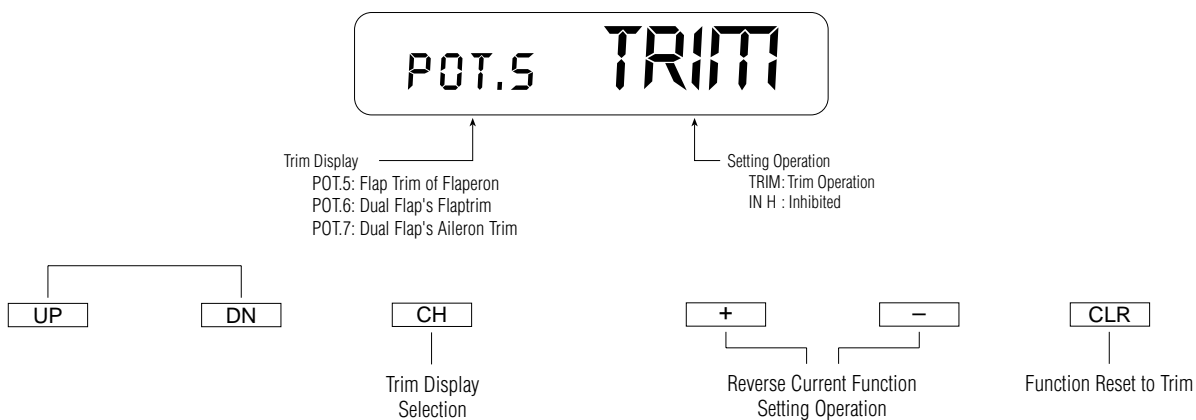 POT.5 TRIM
Trim Display
POT.5: Flap Trim of Flaperon
POT.6: Dual Flap's Flaptrim
POT.7: Dual Flap's Aileron Trim
Setting Operation
TRIM: Trim Operation
IN H : Inhibited
UP DN CH + – CLR
Trim Display
Selection
Reverse Current Function
Setting Operation
Function Reset to Trim